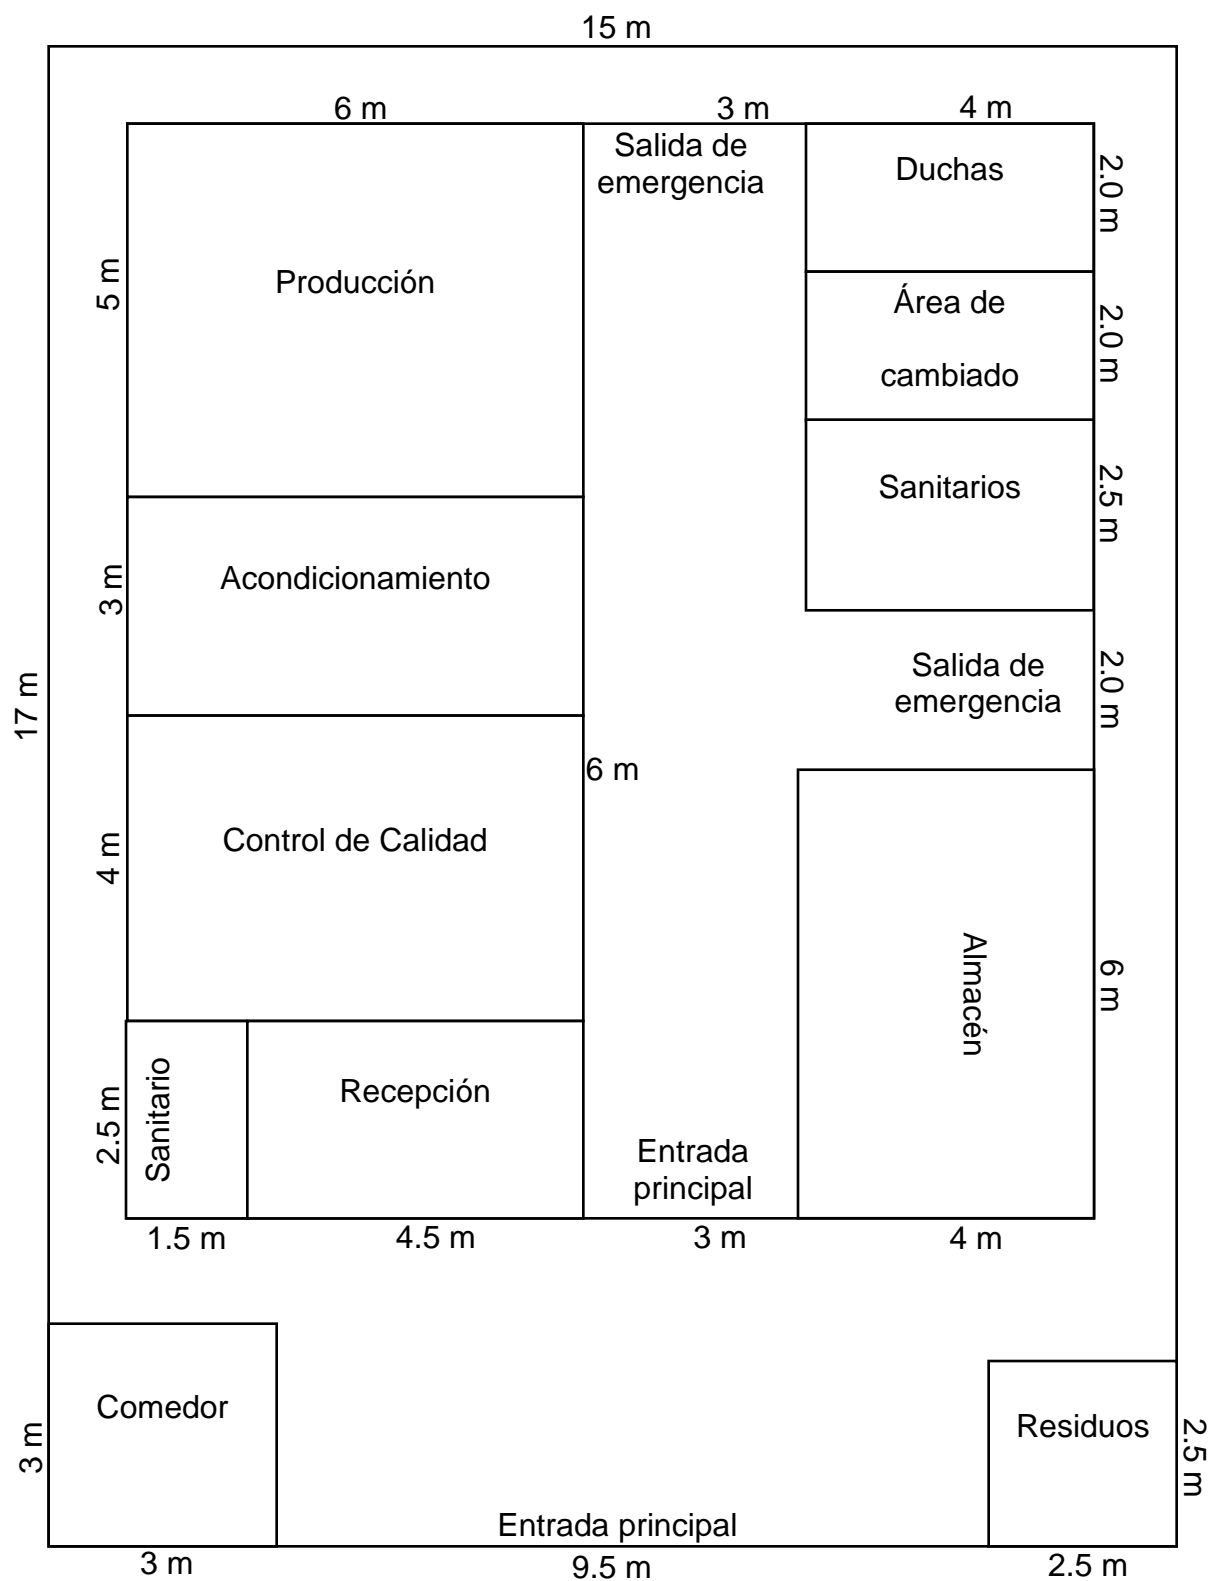 15 m
6 m
3 m
4 m
Salida de
emergencia
Duchas
2.0 m
5 m
Producción
Área de
cambiado
2.0 m
Sanitarios
2.5 m
3 m
Acondicionamiento
Salida de
emergencia
2.0 m
17 m
6 m
4 m
Control de Calidad
Almacén
6 m
2.5 m
Sanitario
Recepción
Entrada
principal
1.5 m
4.5 m
3 m
4 m
Comedor
Residuos
3 m
2.5 m
Entrada principal
3 m
9.5 m
2.5 m